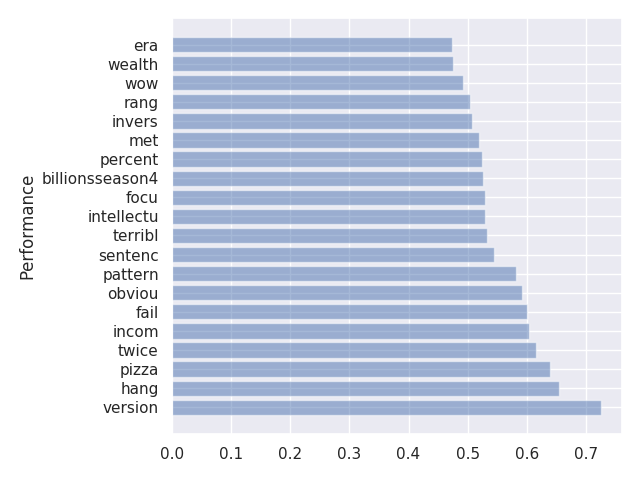 era
wealth
wow
rang
invers
met
percent
billionsseason4
focu
intellectu
terribl
sentenc
pattern
obviou
fail
incom
twice
pizza
hang
version
Performance
0.0 0.1 0.2 0.3 0.4 0.5 0.6 0.7